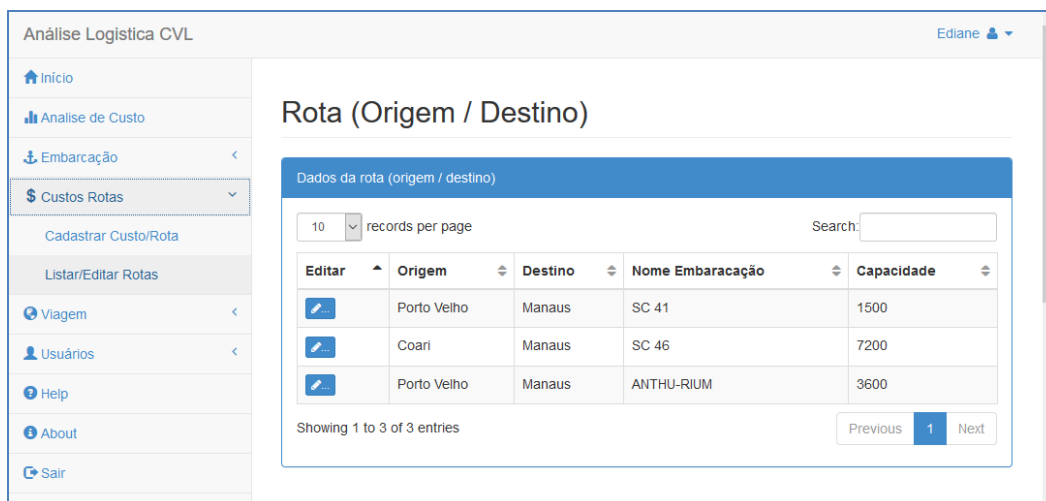 Análise Logistica CVL
Ediane
Início
Analise de Custo
Embarcação
$ Custos Rotas
Cadastrar Custo/Rota
Listar/Editar Rotas
Viagem
Usuários
Help
About
Sair
Rota (Origem / Destino)
Dados da rota (origem / destino)
10 records per page Search:
Editar Origem Destino Nome Embaracação Capacidade
... Porto Velho Manaus SC 41 1500
... Coari Manaus SC 46 7200
... Porto Velho Manaus ANTHU-RIUM 3600
Showing 1 to 3 of 3 entries Previous 1 Next